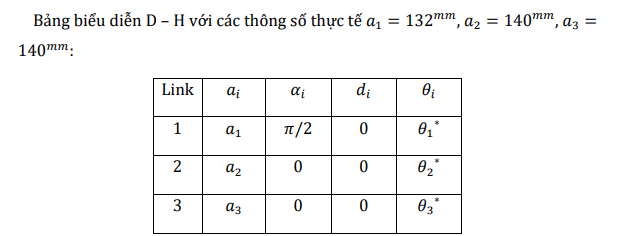 Bảng biểu diễn D – H với các thông số thực tế $a_1 = 132^{mm}, a_2 = 140^{mm}, a_3 =$
$140^{mm}$:
Link $a_i$ $\alpha_i$ $d_i$ $\theta_i$
1 $a_1$ $\pi/2$ 0 $\theta_1{}^*$
2 $a_2$ 0 0 $\theta_2{}^*$
3 $a_3$ 0 0 $\theta_3{}^*$